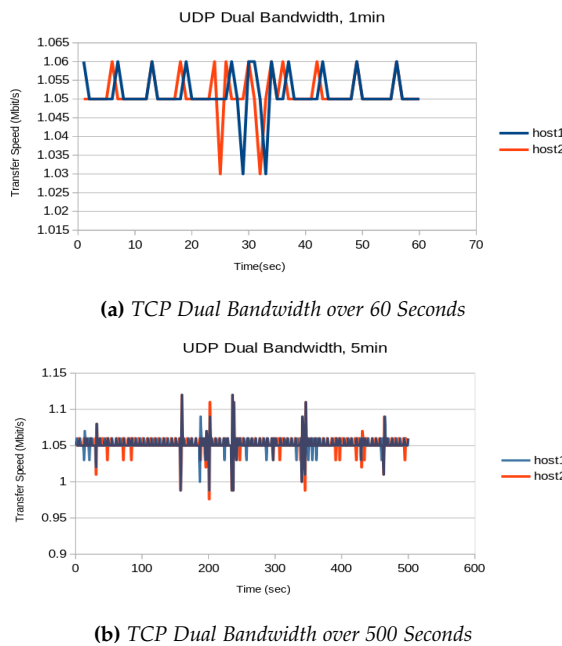 UDP Dual Bandwidth, 1min
Transfer Speed (Mbit/s)
1.065
1.06
1.055
1.05
1.045
1.04
1.035
1.03
1.025
1.02
1.015
0 10 20 30 40 50 60 70
Time(sec)
host1
host2
(a) TCP Dual Bandwidth over 60 Seconds
UDP Dual Bandwidth, 5min
Transfer Speed (Mbit/s)
1.15
1.1
1.05
1
0.95
0.9
0 100 200 300 400 500 600
Time (sec)
host1
host2
(b) TCP Dual Bandwidth over 500 Seconds